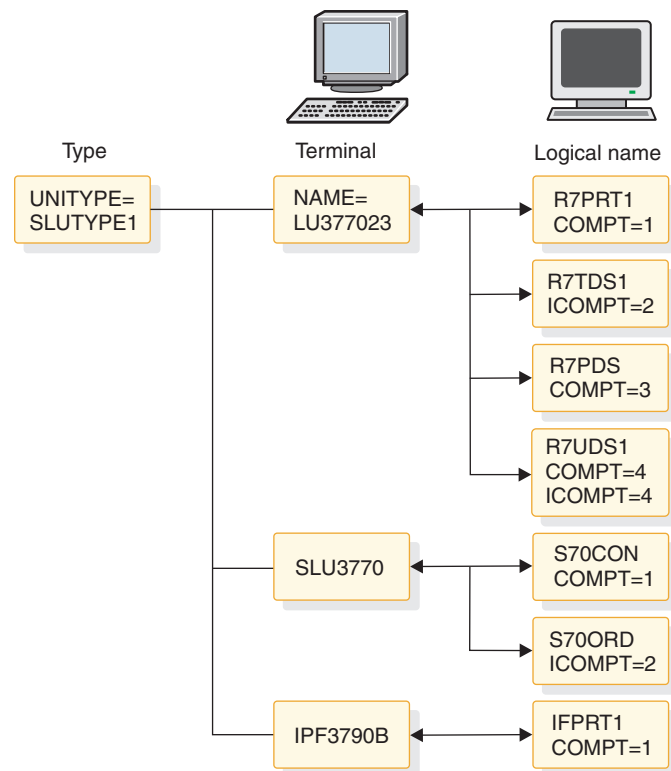 Type
Terminal
Logical name
UNITYPE=
SLUTYPE1
NAME=
LU377023
R7PRT1
COMPT=1
R7TDS1
ICOMPT=2
R7PDS
COMPT=3
R7UDS1
COMPT=4
ICOMPT=4
SLU3770
S70CON
COMPT=1
S70ORD
ICOMPT=2
IPF3790B
IFPRT1
COMPT=1